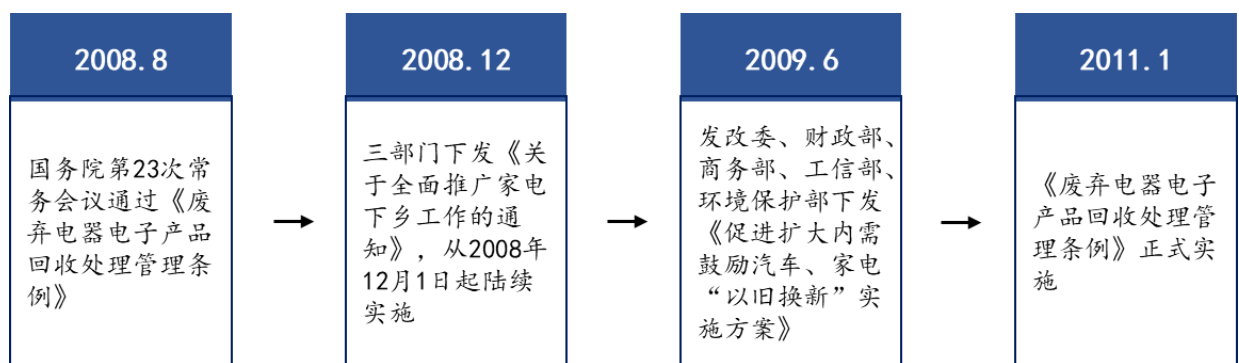 2008.8
国务院第23次常
务会议通过《废
弃电器电子产品
回收处理管理条
例》
2008.12
三部门下发《关
于全面推广家电
下乡工作的通
知》，从2008年
12月1日起陆续
实施
2009.6
发改委、财政部、
商务部、工信部、
环境保护部下发
《促进扩大内需
鼓励汽车、家电
“以旧换新”实
施方案》
2011.1
《废弃电器电子
产品回收处理管
理条例》正式实
施